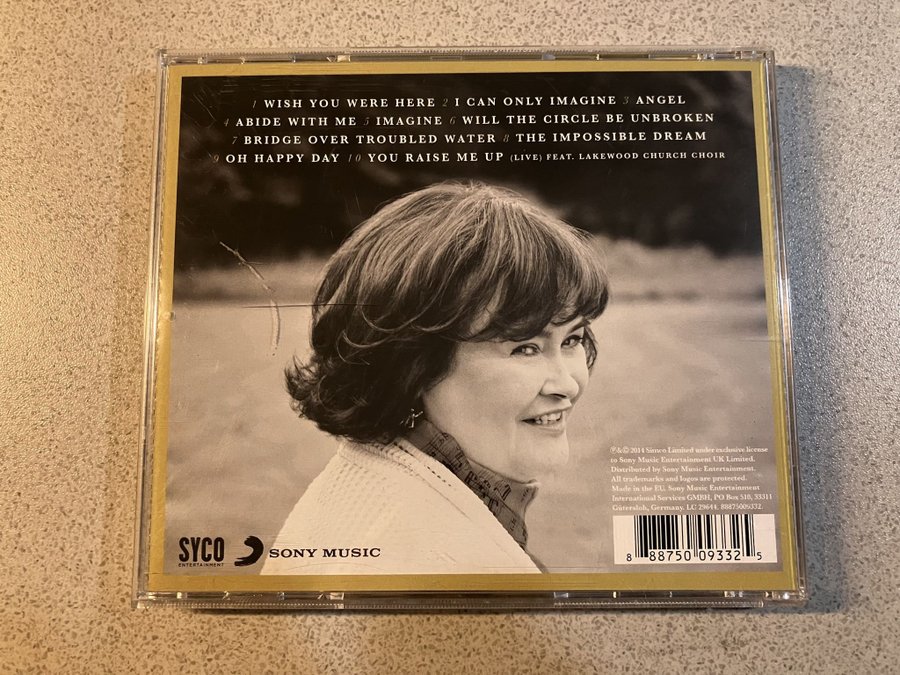 1 WISH YOU WERE HERE 2 I CAN ONLY IMAGINE 3 ANGEL
4 ABIDE WITH ME 5 IMAGINE 6 WILL THE CIRCLE BE UNBROKEN
7 BRIDGE OVER TROUBLED WATER 8 THE IMPOSSIBLE DREAM
9 OH HAPPY DAY 10 YOU RAISE ME UP (LIVE) FEAT. LAKEWOOD CHURCH CHOIR
℗&© 2014 Simco Limited under exclusive license
to Sony Music Entertainment UK Limited.
Distributed by Sony Music Entertainment.
All trademarks and logos are protected.
Made in the EU. Sony Music Entertainment
International Services GMBH, PO Box 510, 33311
Gütersloh, Germany. LC 29644. 88875009332.
SYCO
ENTERTAINMENT
SONY MUSIC
8 88750 09332 5